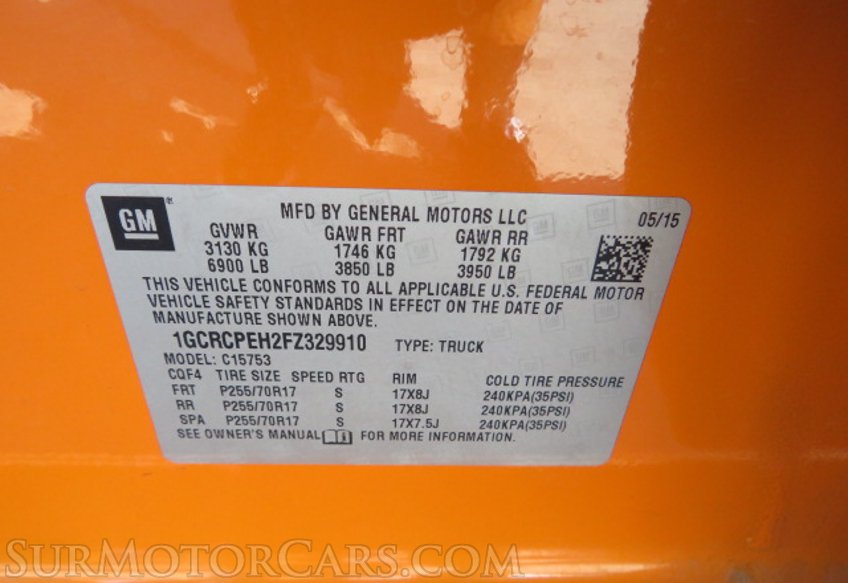 GM
MFD BY GENERAL MOTORS LLC 05/15
GVWR GAWR FRT GAWR RR
3130 KG 1746 KG 1792 KG
6900 LB 3850 LB 3950 LB
THIS VEHICLE CONFORMS TO ALL APPLICABLE U.S. FEDERAL MOTOR
VEHICLE SAFETY STANDARDS IN EFFECT ON THE DATE OF
MANUFACTURE SHOWN ABOVE.
1GCRCPEH2FZ329910 TYPE: TRUCK
MODEL: C15753
CQF4 TIRE SIZE SPEED RTG RIM COLD TIRE PRESSURE
FRT P255/70R17 S 17X8J 240KPA(35PSI)
RR P255/70R17 S 17X8J 240KPA(35PSI)
SPA P255/70R17 S 17X7.5J 240KPA(35PSI)
SEE OWNER'S MANUAL FOR MORE INFORMATION.
SURMOTORCARS.COM